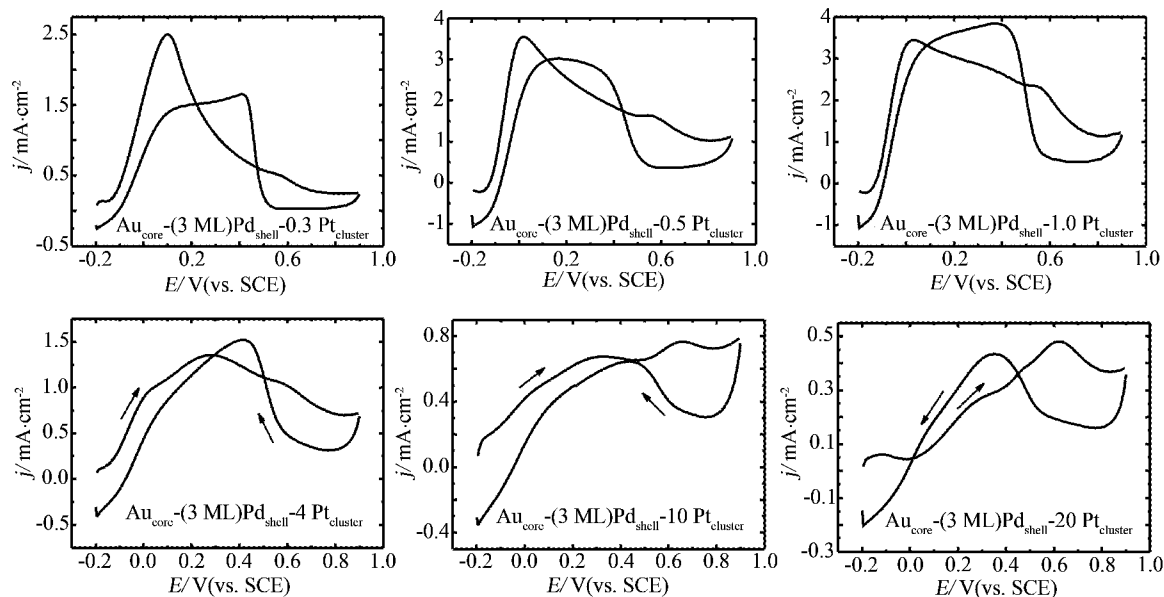 2.5
1.5
0.5
-0.5
j/ mA·cm-2
Au_core-(3 ML)Pd_shell-0.3 Pt_cluster
-0.2 0.2 0.6 1.0
E/ V(vs. SCE)
4
3
2
1
0
-1
j/ mA·cm-2
Au_core-(3 ML)Pd_shell-0.5 Pt_cluster
-0.2 0.2 0.6 1.0
E/ V(vs. SCE)
4
3
2
1
0
-1
j/ mA·cm-2
Au_core-(3 ML)Pd_shell-1.0 Pt_cluster
-0.2 0.2 0.6 1.0
E/ V(vs. SCE)
1.5
1.0
0.5
1.0
-0.5
j/ mA·cm-2
Au_core-(3 ML)Pd_shell-4 Pt_cluster
-0.2 0.0 0.2 0.4 0.6 0.8 1.0
E/ V(vs. SCE)
0.8
0.4
0.0
-0.4
j/ mA·cm-2
Au_core-(3 ML)Pd_shell-10 Pt_cluster
-0.2 0.0 0.2 0.4 0.6 0.8 1.0
E/ V(vs. SCE)
0.5
0.3
0.1
-0.1
-0.3
j/ mA·cm-2
Au_core-(3 ML)Pd_shell-20 Pt_cluster
-0.2 0.0 0.2 0.4 0.6 0.8 1.0
E/ V(vs. SCE)